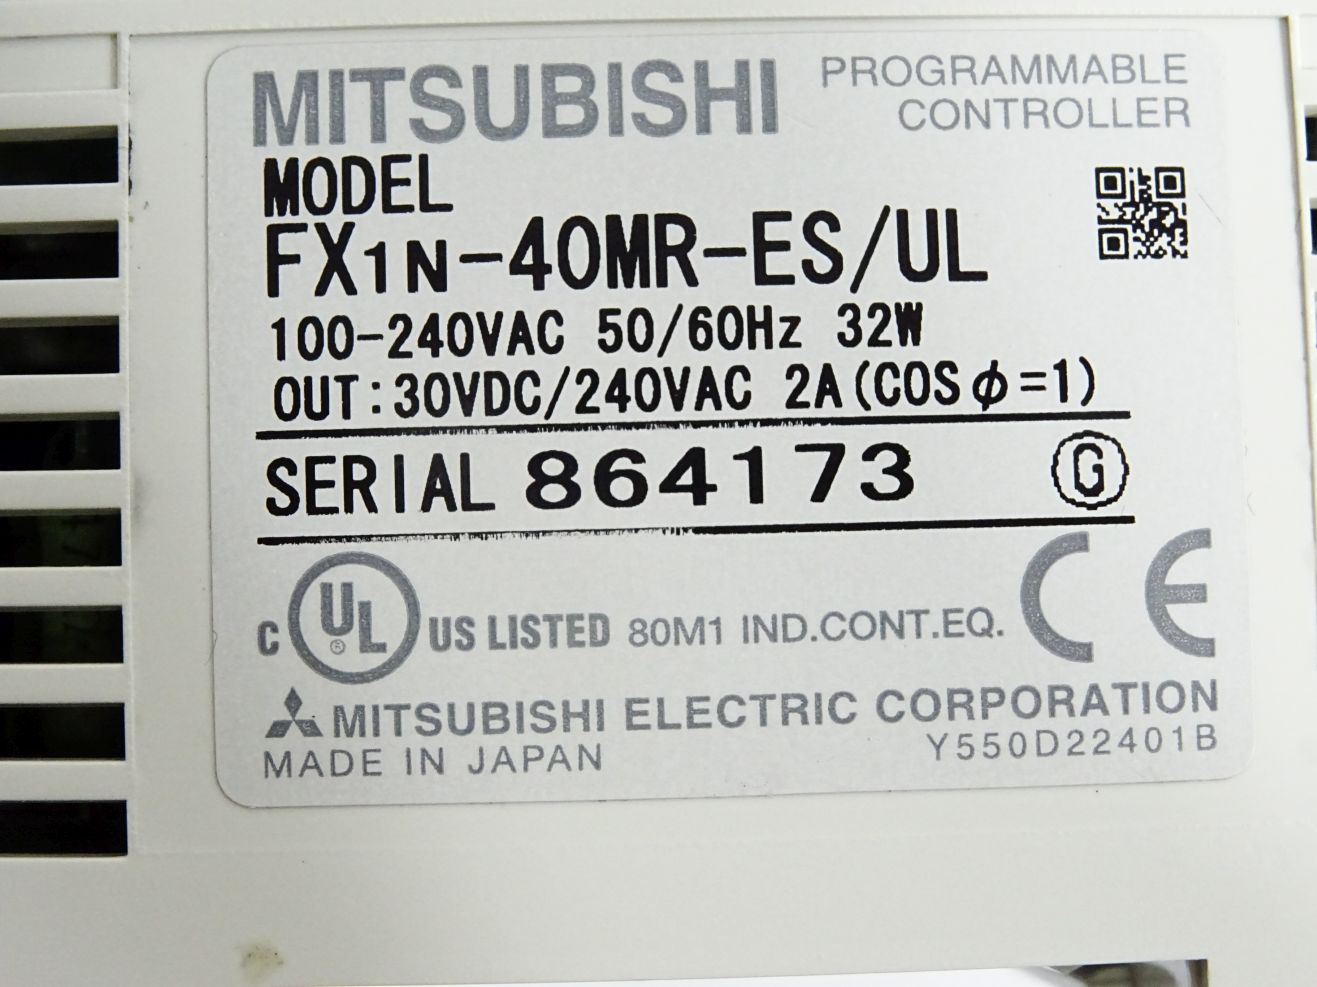 MITSUBISHI
PROGRAMMABLE
CONTROLLER
MODEL
FX1N-40MR-ES/UL
100-240VAC 50/60Hz 32W
OUT:30VDC/240VAC 2A(COSφ=1)
SERIAL 864173 G
C UL ® US LISTED 80M1 IND.CONT.EQ. CE
MITSUBISHI ELECTRIC CORPORATION
MADE IN JAPAN Y550D22401B